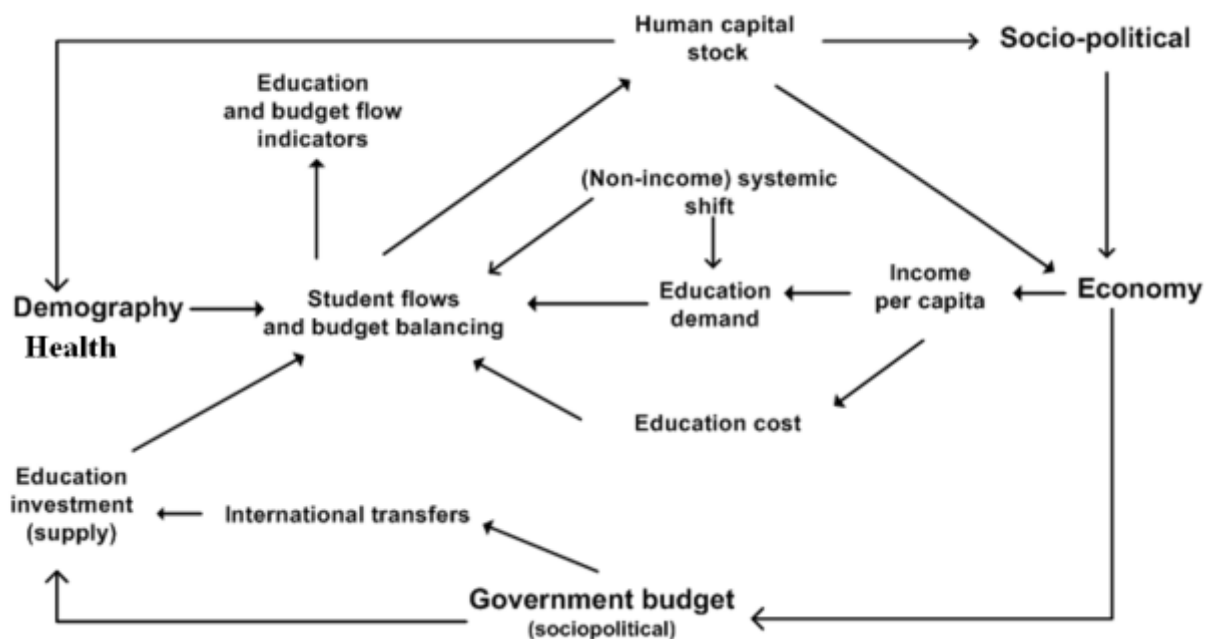 Human capital
stock
Socio-political
Education
and budget flow
indicators
(Non-income) systemic
shift
Demography
Health
Student flows
and budget balancing
Education
demand
Income
per capita
Economy
Education cost
Education
investment
(supply)
International transfers
Government budget
(sociopolitical)